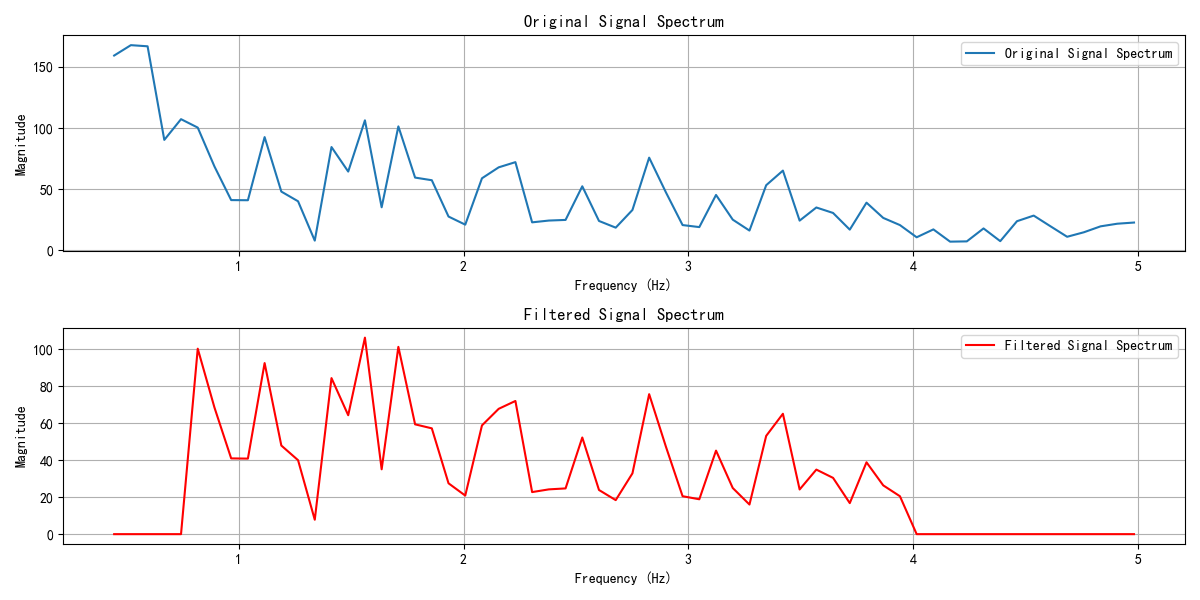 Original Signal Spectrum
Original Signal Spectrum
Magnitude
150
100
50
0
1 2 3 4 5
Frequency (Hz)
Filtered Signal Spectrum
Filtered Signal Spectrum
Magnitude
100
80
60
40
20
0
1 2 3 4 5
Frequency (Hz)